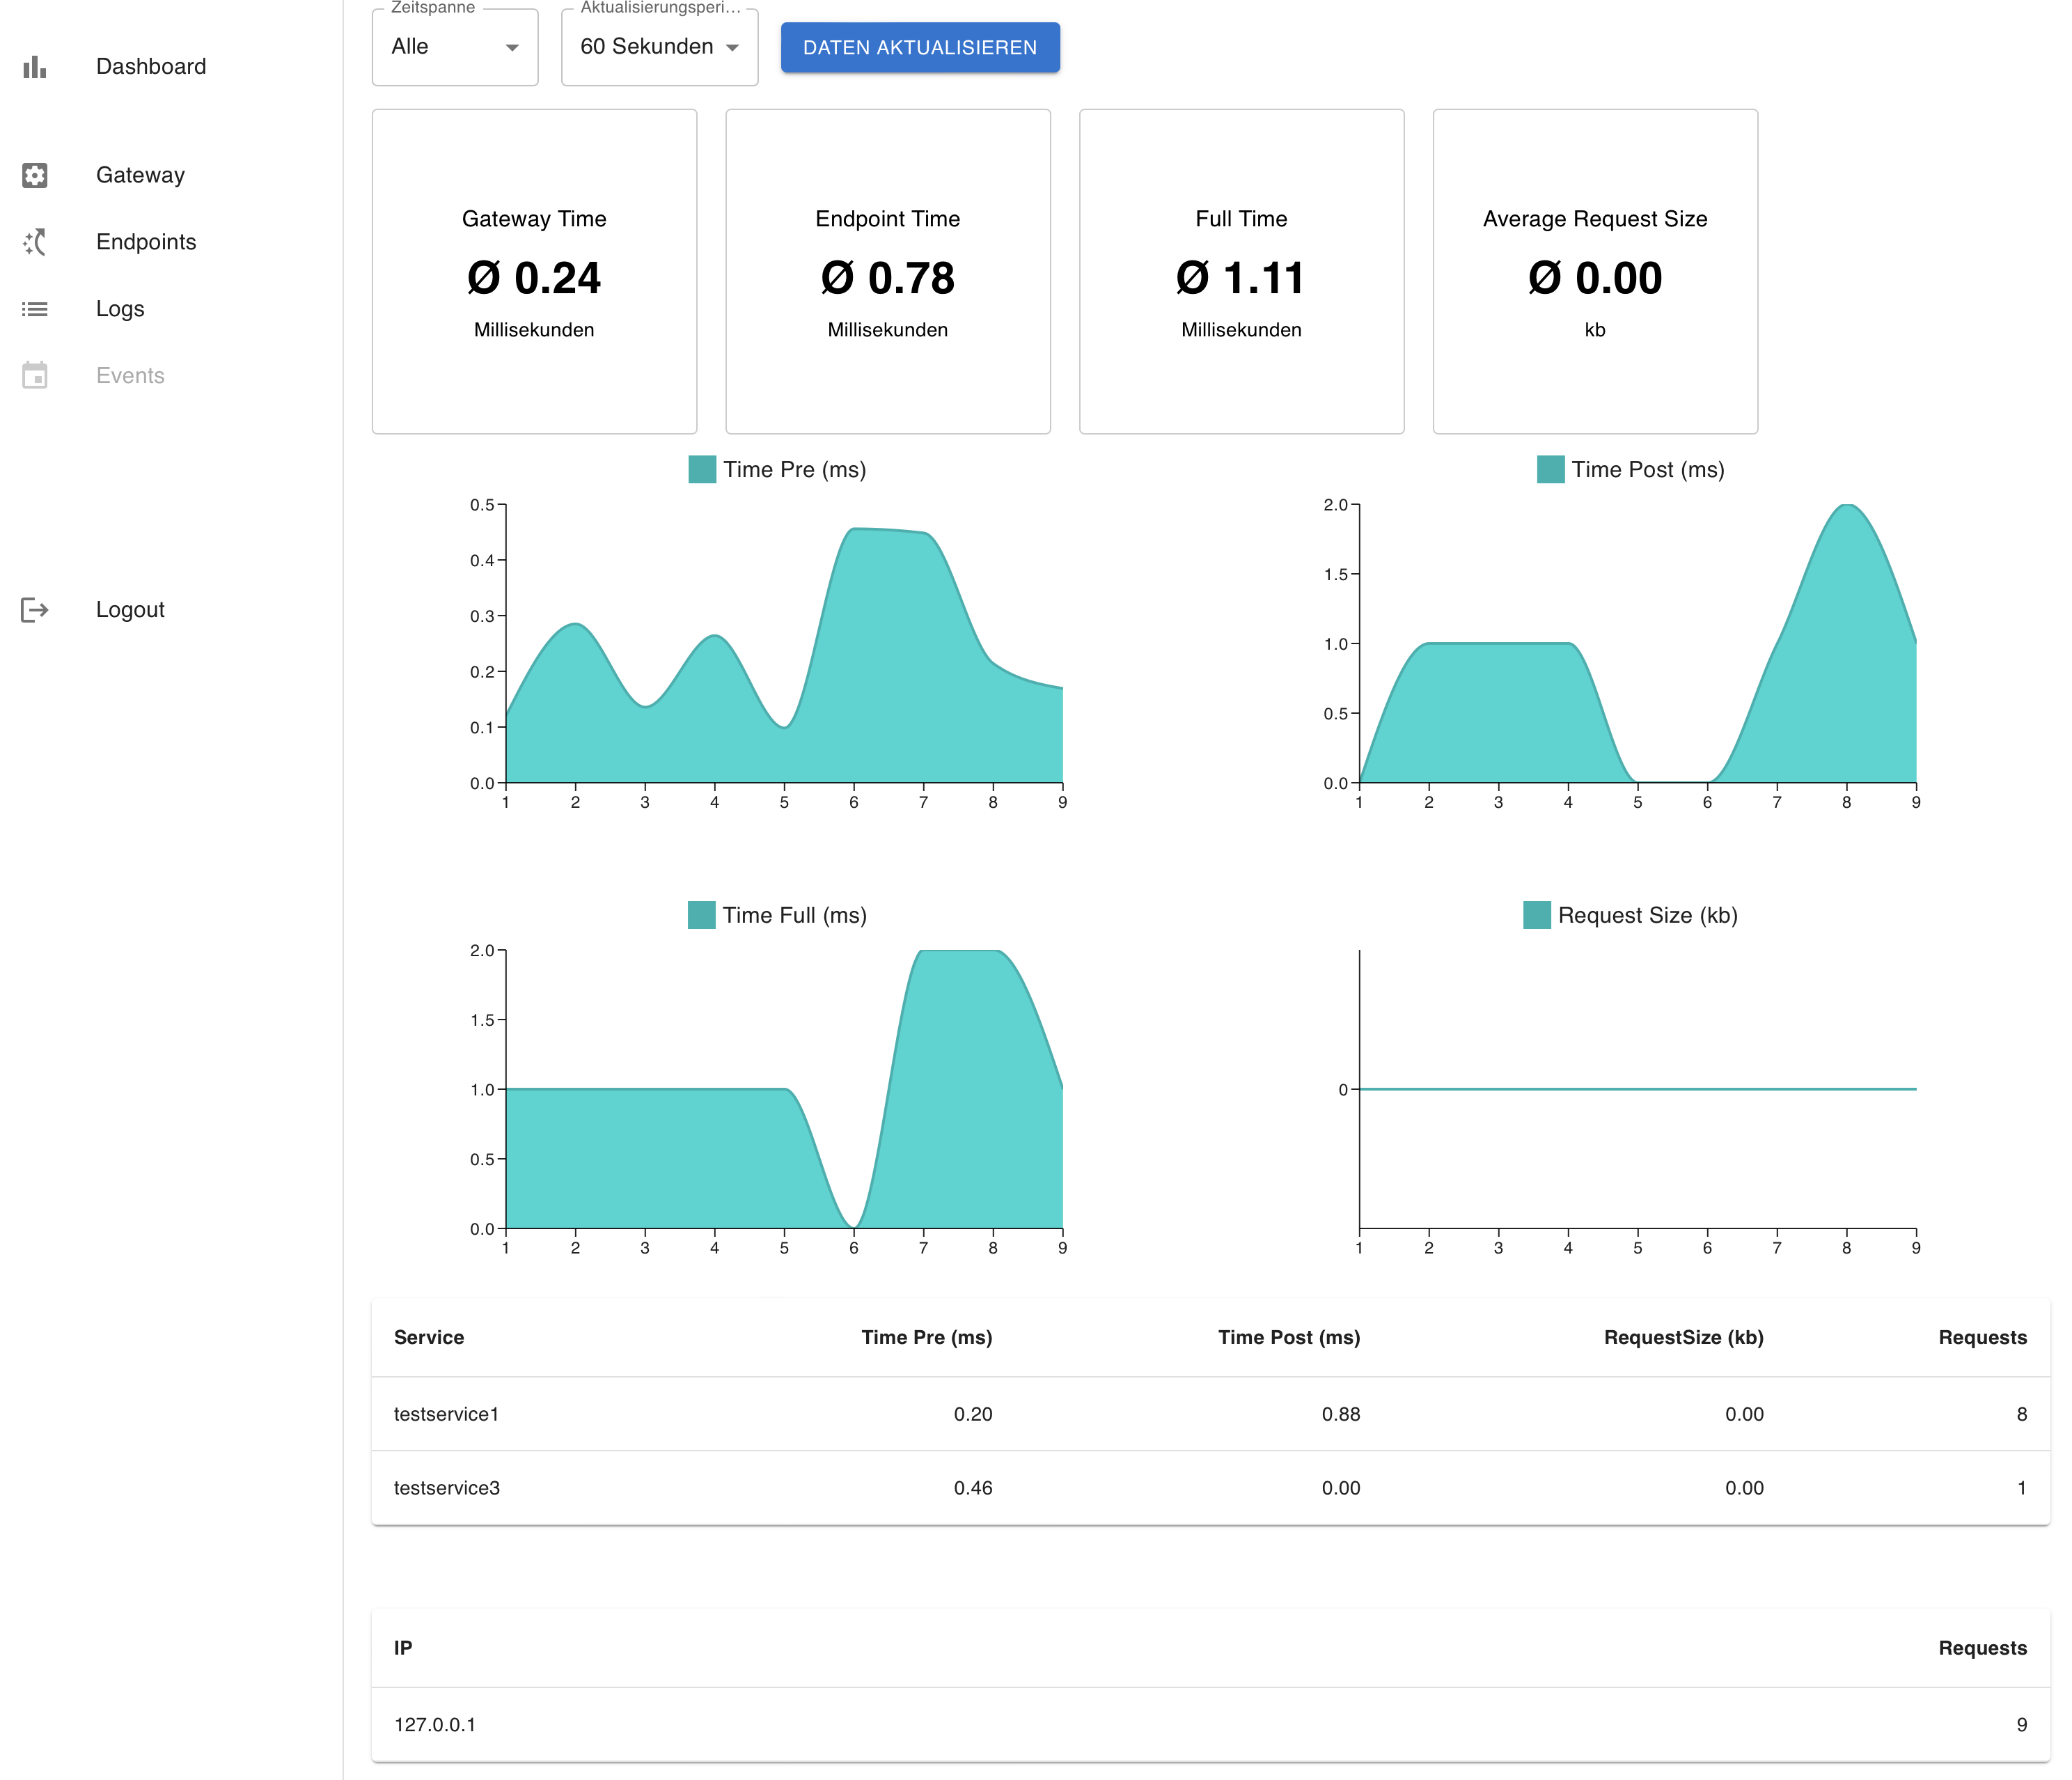 Dashboard
Gateway
Endpoints
Logs
Events
Logout
Zeitspanne
Alle
Aktualisierungsperi...
60 Sekunden
DATEN AKTUALISIEREN
Gateway Time
Ø 0.24
Millisekunden
Endpoint Time
Ø 0.78
Millisekunden
Full Time
Ø 1.11
Millisekunden
Average Request Size
Ø 0.00
kb
Time Pre (ms)
0.5
0.4
0.3
0.2
0.1
0.0
1 2 3 4 5 6 7 8 9
Time Post (ms)
2.0
1.5
1.0
0.5
0.0
1 2 3 4 5 6 7 8 9
Time Full (ms)
2.0
1.5
1.0
0.5
0.0
1 2 3 4 5 6 7 8 9
Request Size (kb)
0
1 2 3 4 5 6 7 8 9
Service Time Pre (ms) Time Post (ms) RequestSize (kb) Requests
testservice1 0.20 0.88 0.00 8
testservice3 0.46 0.00 0.00 1
IP Requests
127.0.0.1 9